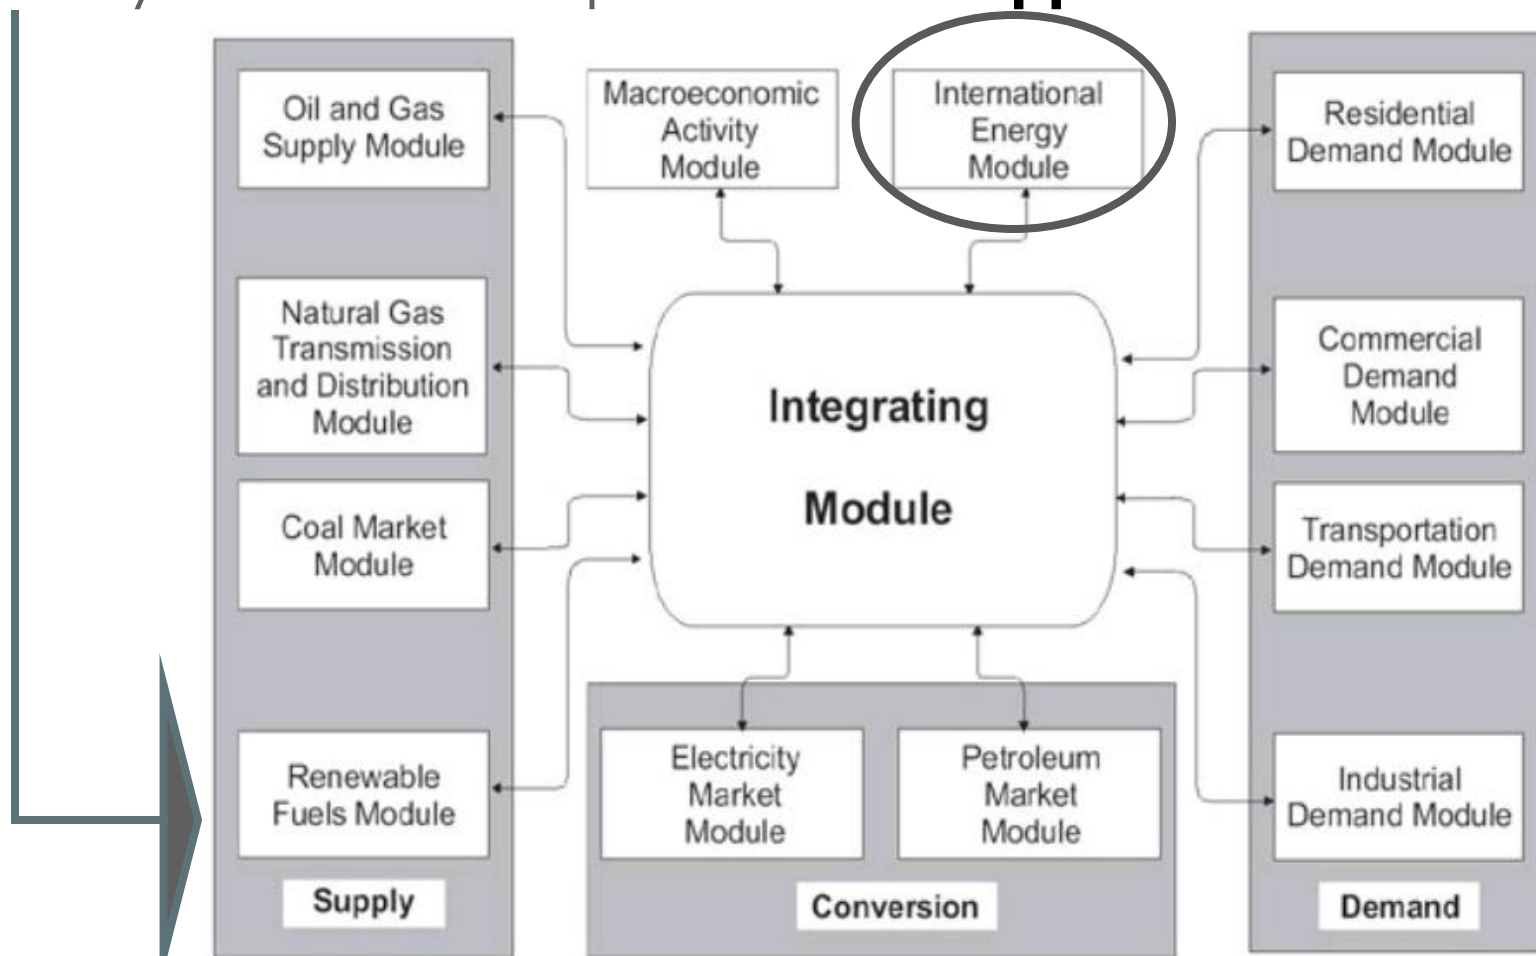 Oil and Gas
Supply Module
Natural Gas
Transmission
and Distribution
Module
Coal Market
Module
Renewable
Fuels Module
Supply
Macroeconomic
Activity
Module
International
Energy
Module
Integrating
Module
Electricity
Market
Module
Petroleum
Market
Module
Conversion
Residential
Demand Module
Commercial
Demand
Module
Transportation
Demand Module
Industrial
Demand Module
Demand